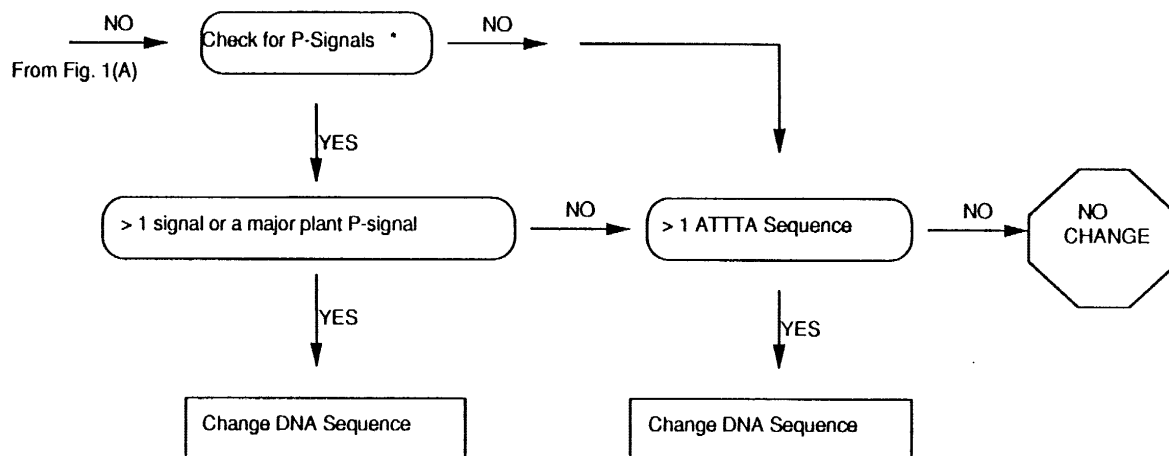 NO
Check for P-Signals *
NO
From Fig. 1(A)
YES
> 1 signal or a major plant P-signal
NO
> 1 ATTTA Sequence
NO
NO
CHANGE
YES
YES
Change DNA Sequence
Change DNA Sequence